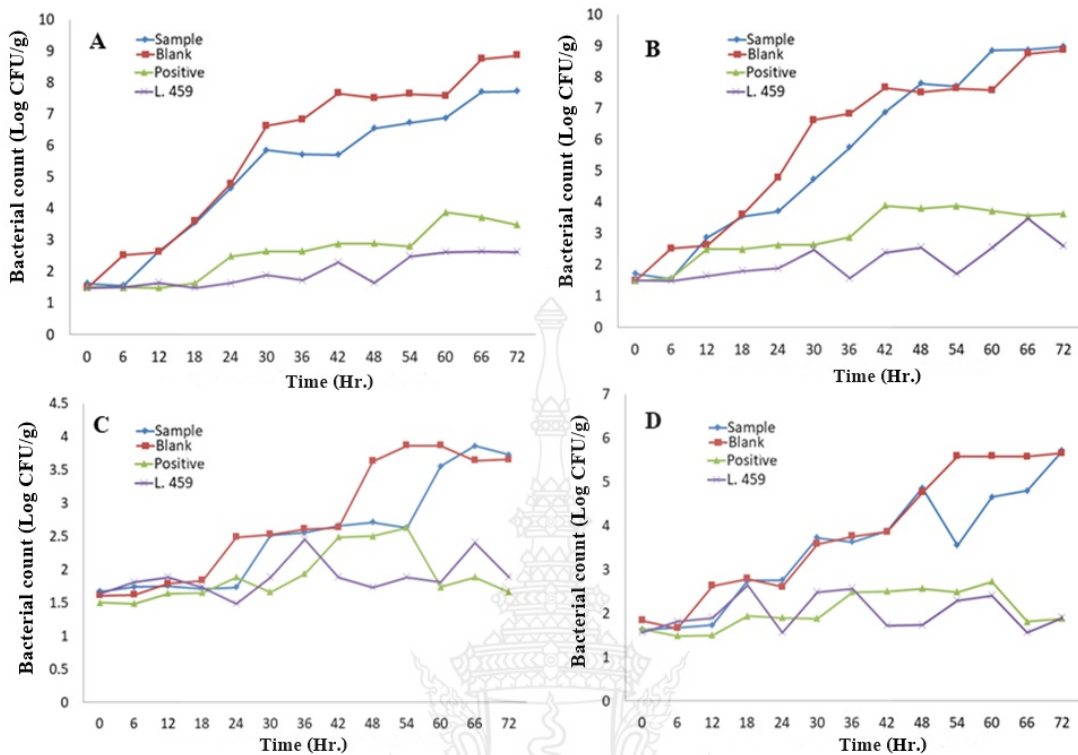 A
Sample
Blank
Positive
L. 459
Bacterial count (Log CFU/g)
10
9
8
7
6
5
4
3
2
1
0
0 6 12 18 24 30 36 42 48 54 60 66 72
Time (Hr.)
B
Sample
Blank
Positive
L. 459
Bacterial count (Log CFU/g)
10
9
8
7
6
5
4
3
2
1
0
0 6 12 18 24 30 36 42 48 54 60 66 72
Time (Hr.)
C
Sample
Blank
Positive
L. 459
Bacterial count (Log CFU/g)
4.5
4
3.5
3
2.5
2
1.5
1
0.5
0
0 6 12 18 24 30 36 42 48 54 60 66 72
Time (Hr.)
D
Sample
Blank
Positive
L. 459
Bacterial count (Log CFU/g)
7
6
5
4
3
2
1
0
0 6 12 18 24 30 36 42 48 54 60 66 72
Time (Hr.)